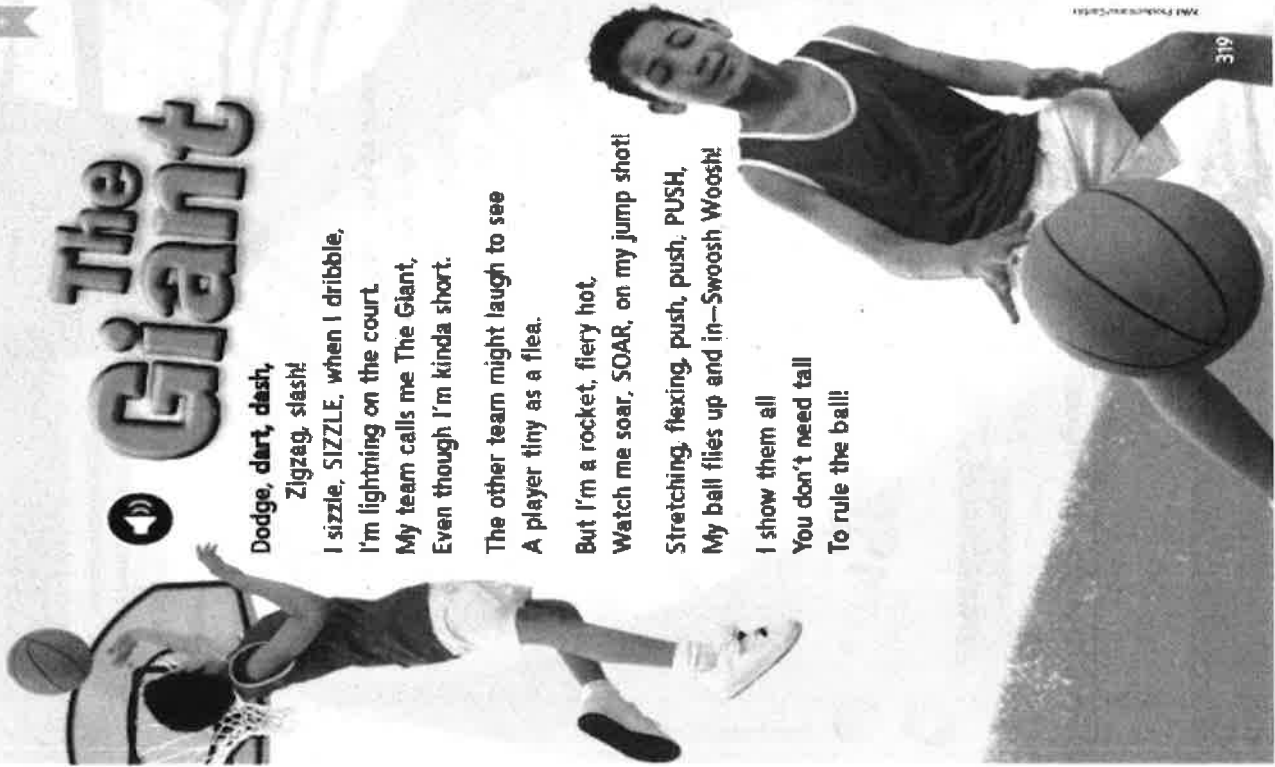 The
Giant
Dodge, dart, dash,
Zigzag, slash!
I sizzle, SIZZLE, when I dribble,
I'm lightning on the court.
My team calls me The Giant,
Even though I'm kinda short.
The other team might laugh to see
A player tiny as a flea.
But I'm a rocket, fiery hot,
Watch me soar, SOAR, on my jump shot!
Stretching, flexing, push, push, PUSH,
My ball flies up and in—Swoosh Woosh!
I show them all
You don't need tall
To rule the ball!
319